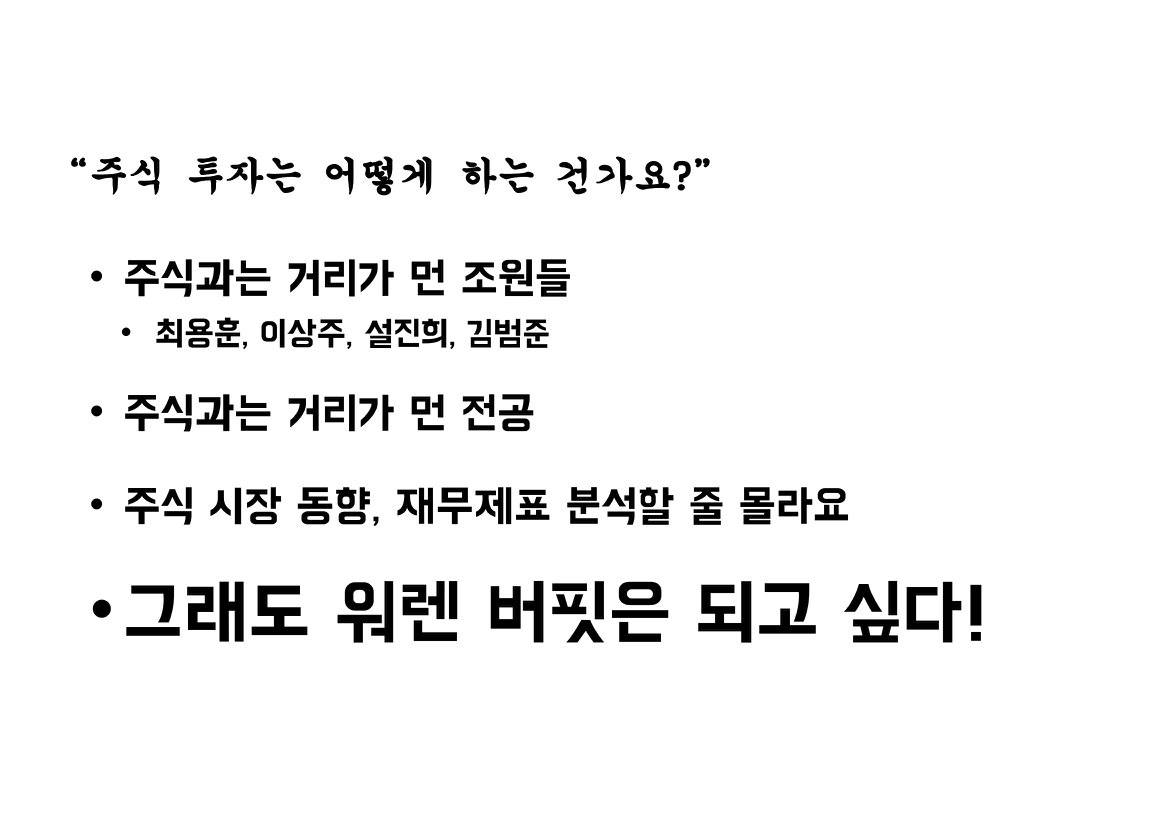 “주식 투자는 어떻게 하는 건가요?”
• 주식과는 거리가 먼 조원들
• 최용훈, 이상주, 설진희, 김범준
• 주식과는 거리가 먼 전공
• 주식 시장 동향, 재무제표 분석할 줄 몰라요
• 그래도 워렌 버핏은 되고 싶다!